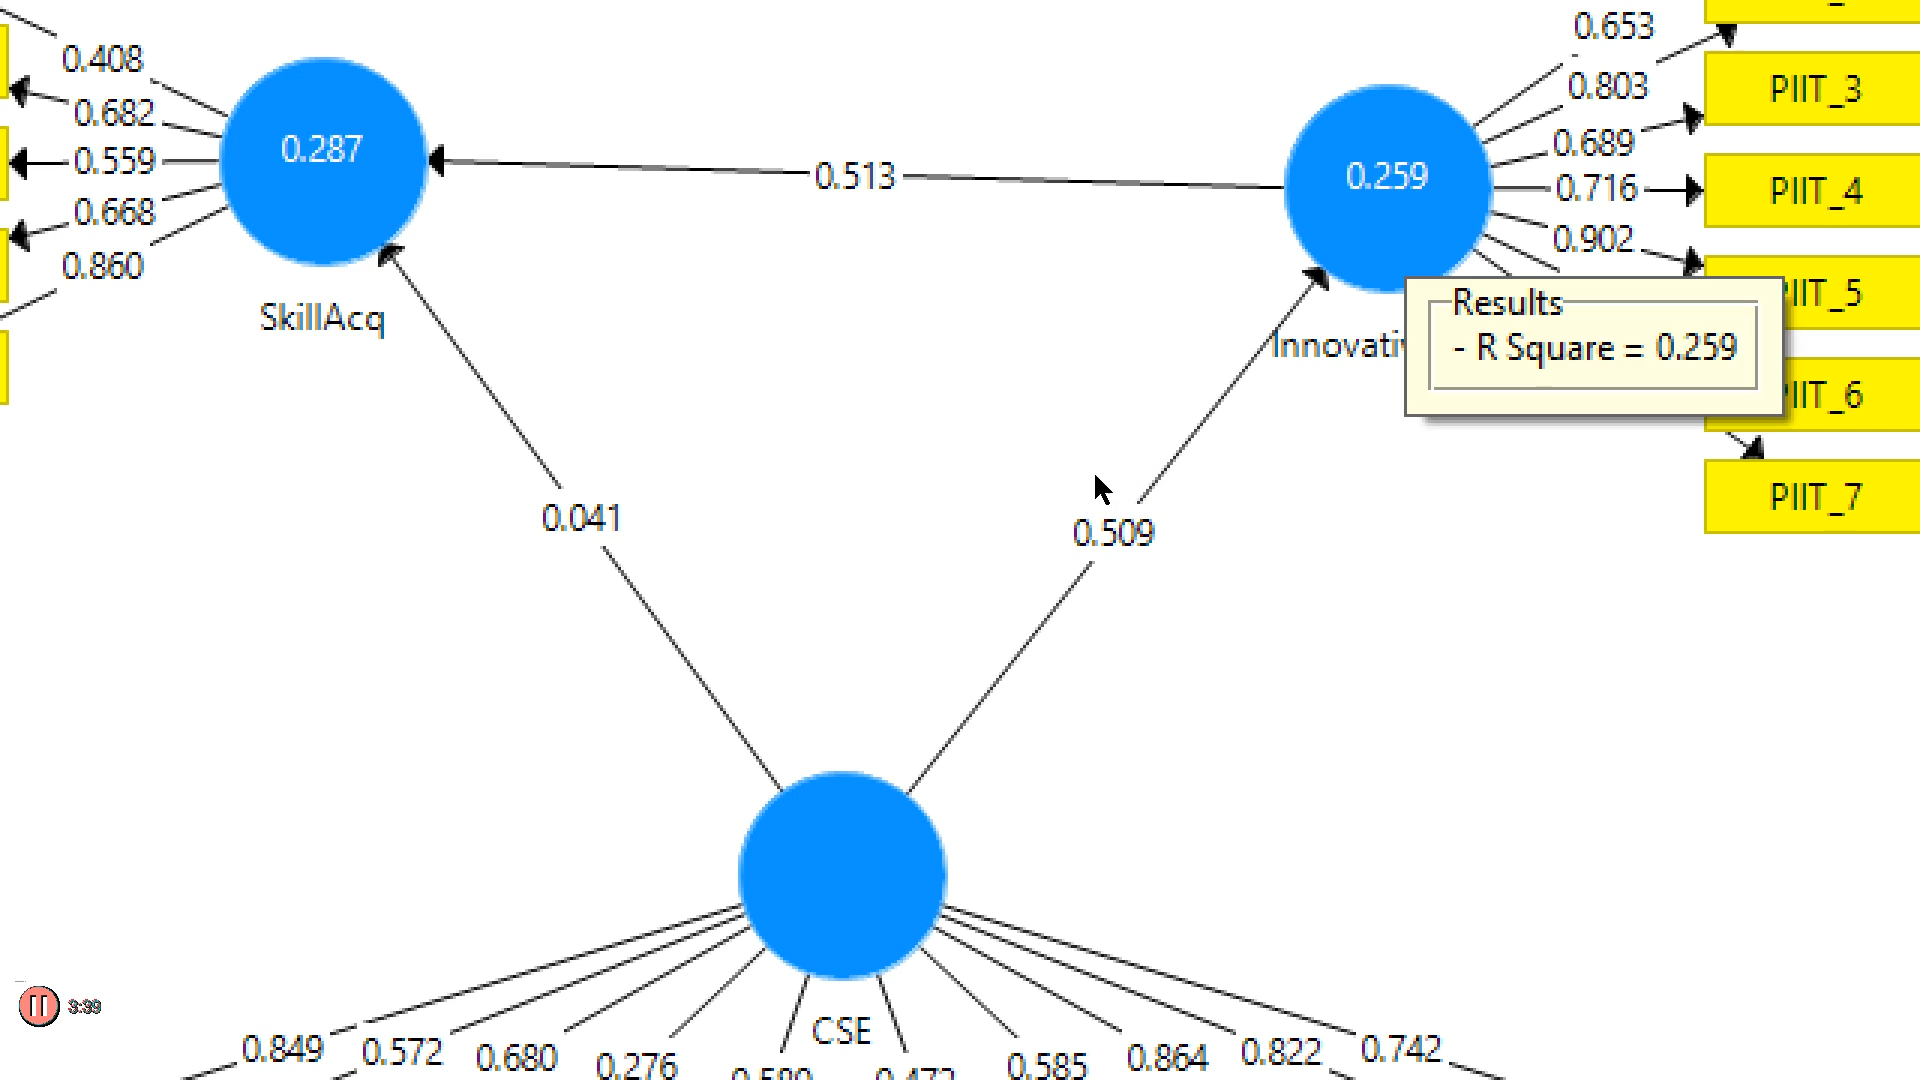 0.408
0.682
0.559
0.668
0.860
0.287
SkillAcq
0.513
0.653
0.803
0.689
0.716
0.902
0.259
PIIT_3
PIIT_4
IIT_5
IIT_6
PIIT_7
Results
- R Square = 0.259
0.041
0.509
CSE
0.849
0.572
0.680
0.276
0.585
0.864
0.822
0.742
3:39